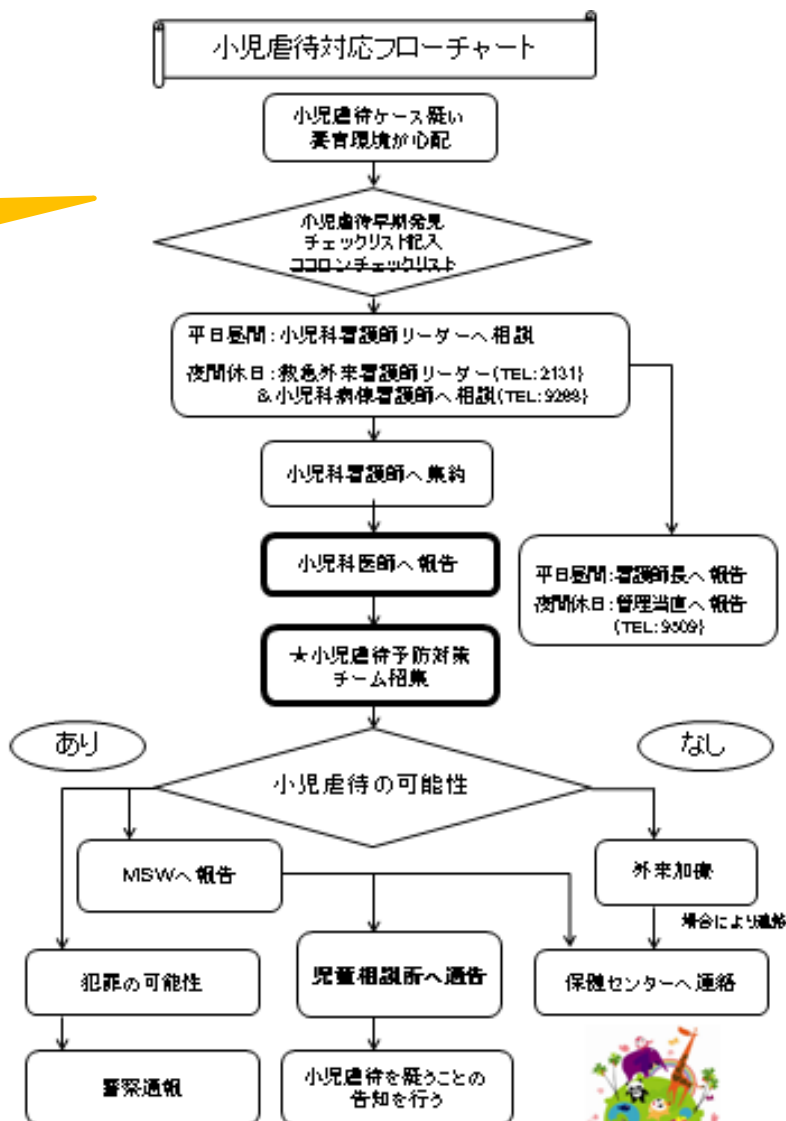 小児虐待対応フローチャート
小児虐待ケース疑い
養育環境が心配
小児虐待早期発見
チェックリスト記入
ココロンチェックリスト
平日昼間:小児科看護師リーダーへ相談
夜間休日:救急外来看護師リーダー(TEL:2131)
&小児科病棟看護師へ相談(TEL:)
小児科看護師へ集約
小児科医師へ報告
平日昼間:看護師長へ報告
夜間休日:管理当直へ報告
(TEL:)
★小児虐待予防対策
チーム招集
あり
なし
小児虐待の可能性
MSWへ報告
外来加療
場合により連絡
犯罪の可能性
児童相談所へ通告
保健センターへ連絡
警察通報
小児虐待を疑うことの
告知を行う